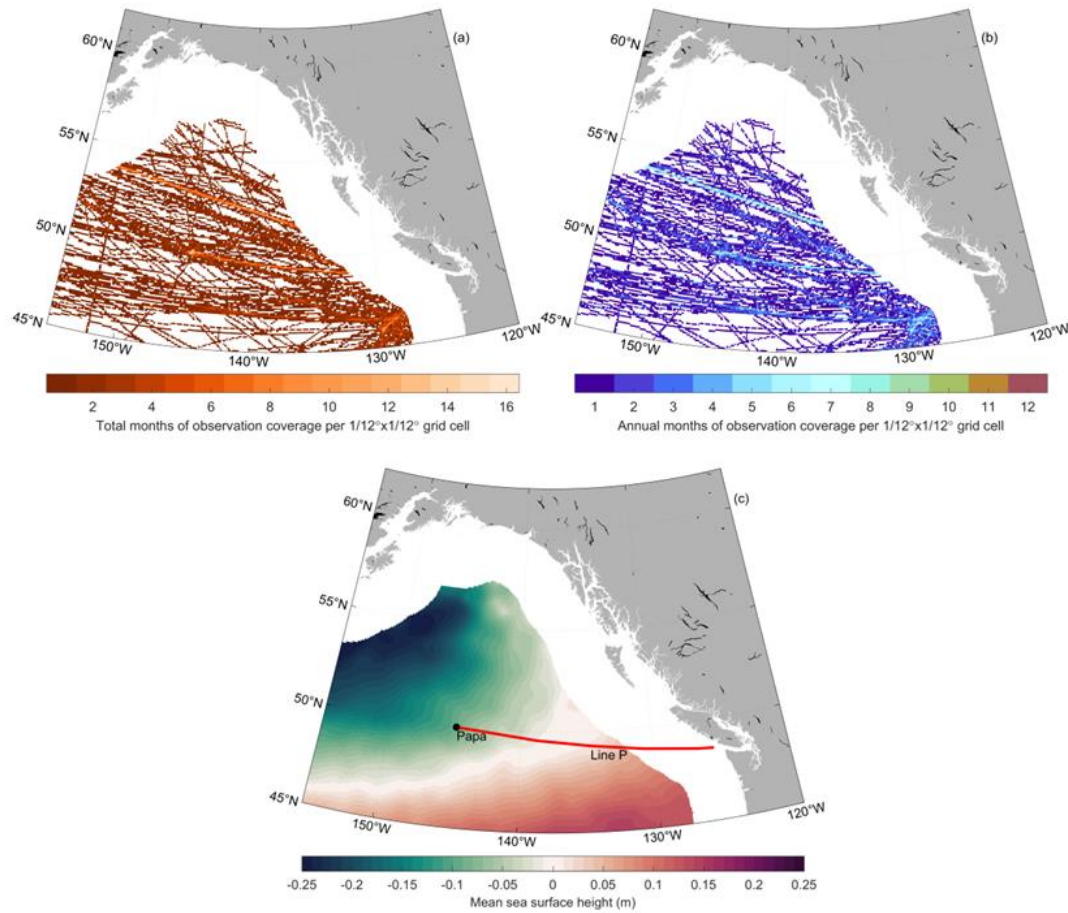 (a)
60°N
55°N
50°N
45°N
150°W
140°W
130°W
120°W
2 4 6 8 10 12 14 16
Total months of observation coverage per 1/12°x1/12° grid cell
(b)
60°N
55°N
50°N
45°N
150°W
140°W
130°W
120°W
1 2 3 4 5 6 7 8 9 10 11 12
Annual months of observation coverage per 1/12°x1/12° grid cell
(c)
60°N
55°N
50°N
Papa
Line P
45°N
150°W
140°W
130°W
120°W
-0.25 -0.2 -0.15 -0.1 -0.05 0 0.05 0.1 0.15 0.2 0.25
Mean sea surface height (m)